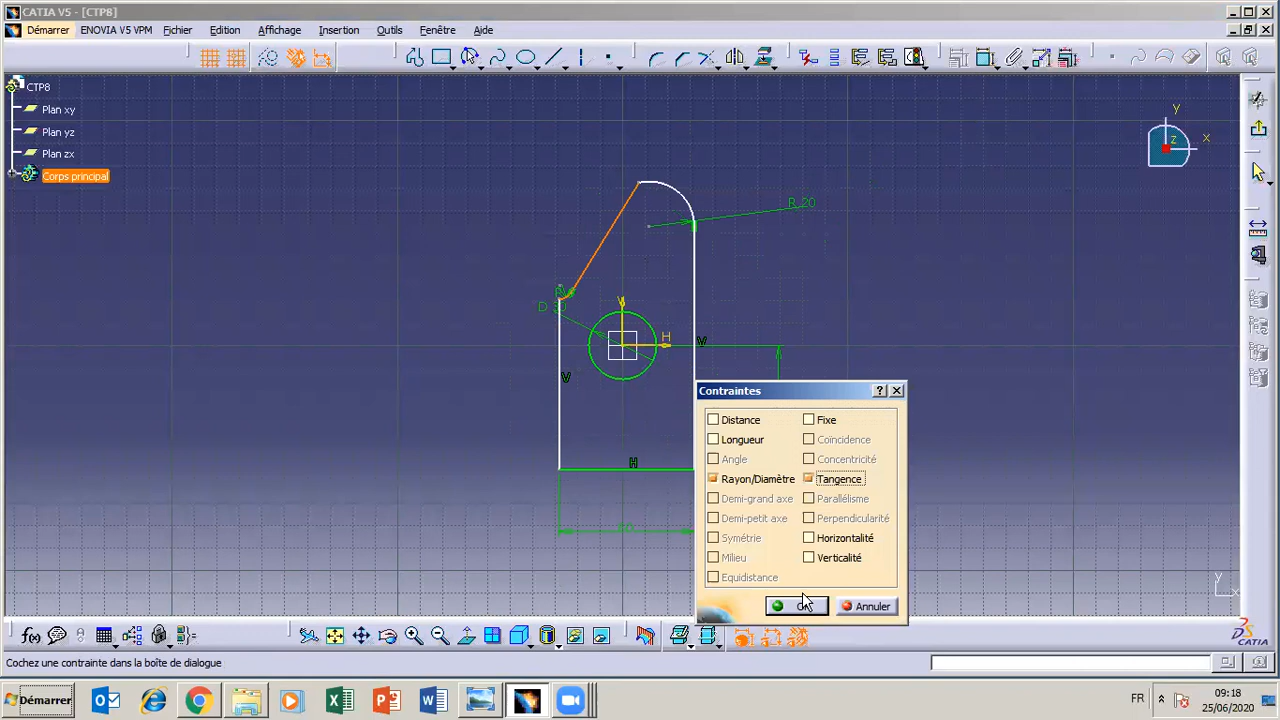 CATIA V5 - [CTP8]
Démarrer ENOVIA V5 VPM Fichier Edition Affichage Insertion Outils Fenêtre Aide
CTP8
Plan xy
Plan yz
Plan zx
Corps principal
y
x
z
R 20
V
H
V
V
H
Contraintes
Distance Fixe
Longueur Coïncidence
Angle Concentricité
Rayon/Diamètre Tangence
Demi-grand axe Parallélisme
Demi-petit axe Perpendicularité
Symétrie Horizontalité
Milieu Verticalité
Equidistance
Annuler
y
x
f(x)
Cochez une contrainte dans la boîte de dialogue
CATIA
Démarrer
FR
09:18
25/06/2020